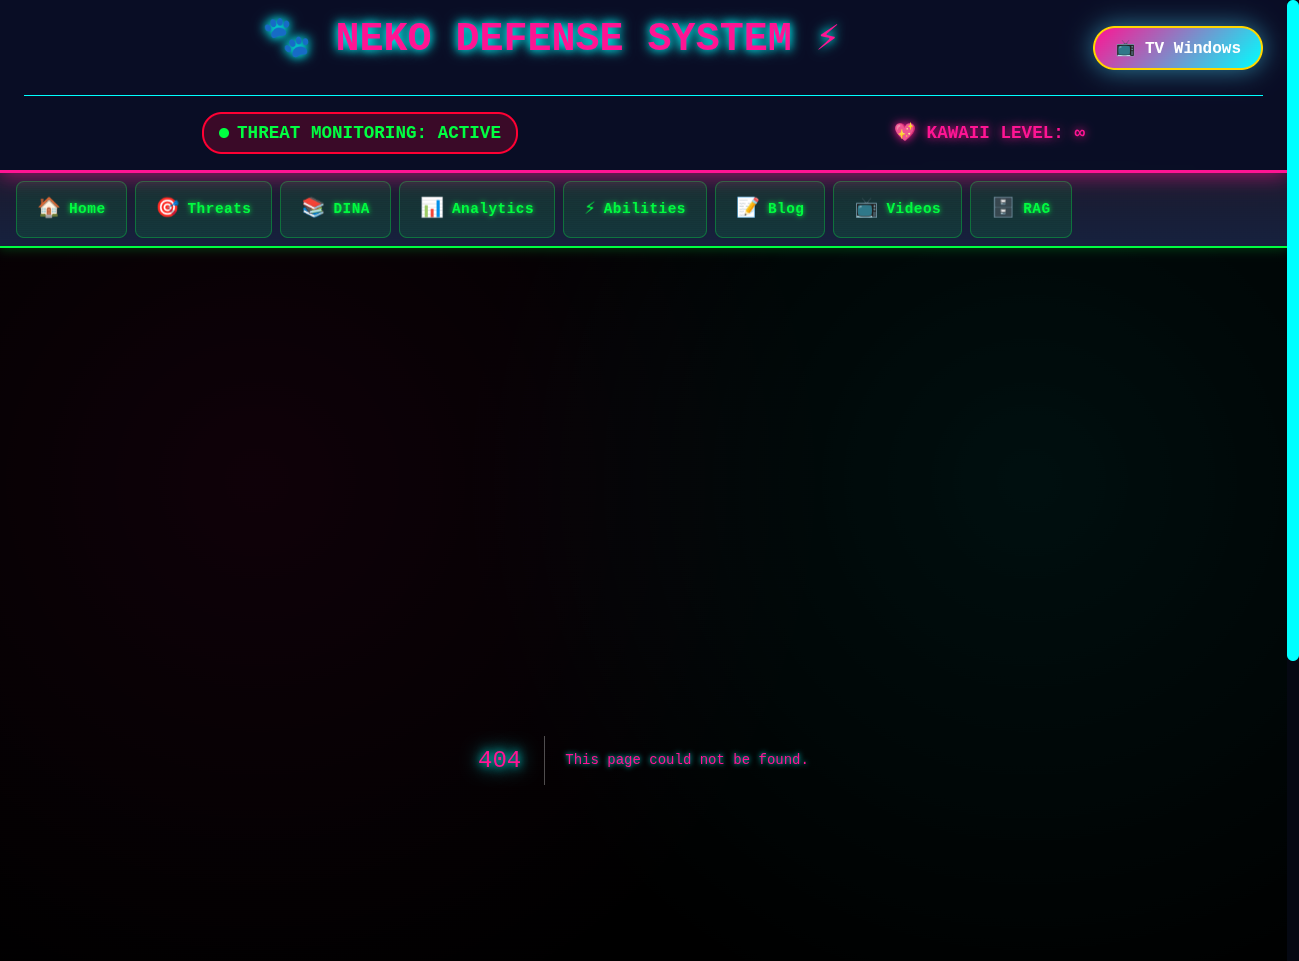 🐾 NEKO DEFENSE SYSTEM ⚡
📺 TV Windows
THREAT MONITORING: ACTIVE
💖 KAWAII LEVEL: ∞
🏠 Home
🎯 Threats
📚 DINA
📊 Analytics
⚡ Abilities
📝 Blog
📺 Videos
🗄️ RAG
404
This page could not be found.